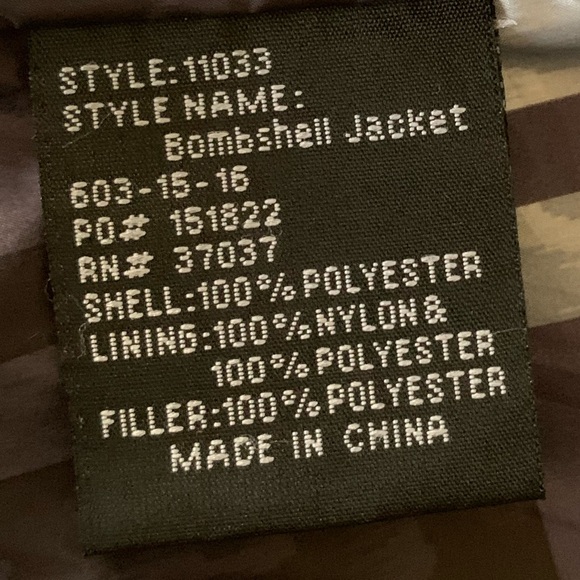 STYLE:11033
STYLE NAME:
Bombshell Jacket
603-15-16
PO# 151822
RN# 37037
SHELL:100%POLYESTER
LINING:100%NYLON&
100%POLYESTER
FILLER:100%POLYESTER
MADE IN CHINA